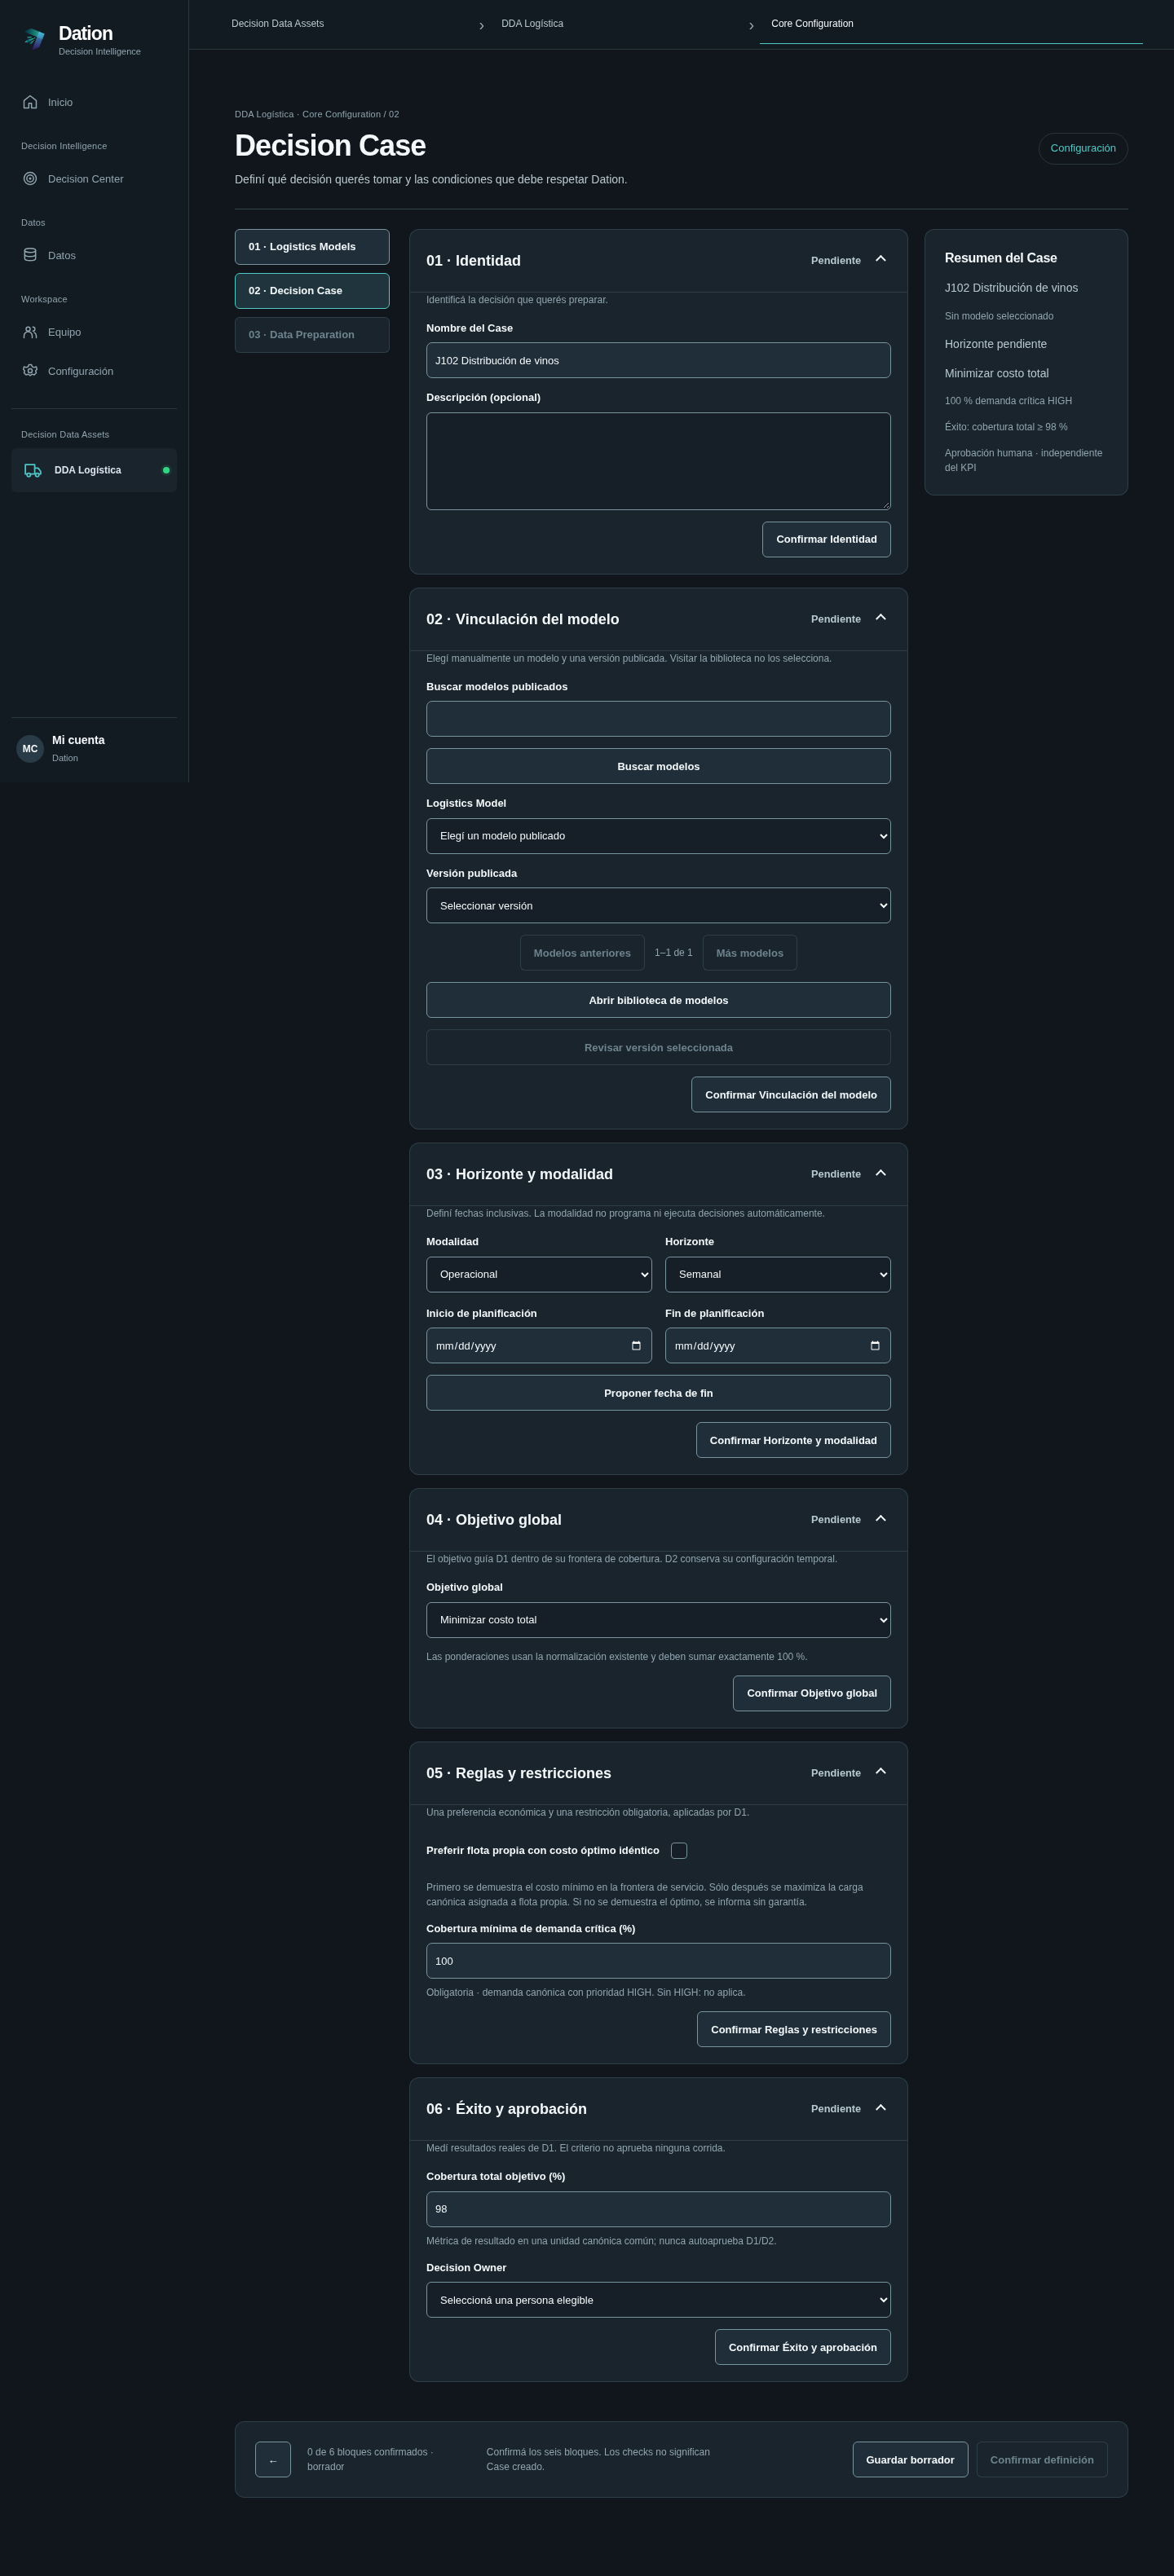 Dation
Decision Intelligence
Inicio
Decision Intelligence
Decision Center
Datos
Datos
Workspace
Equipo
Configuración
Decision Data Assets
DDA Logística
MC
Mi cuenta
Dation
Decision Data Assets
›
DDA Logística
›
Core Configuration
DDA Logística · Core Configuration / 02
Decision Case
Configuración
Definí qué decisión querés tomar y las condiciones que debe respetar Dation.
01 · Logistics Models
02 · Decision Case
03 · Data Preparation
01 · Identidad
Pendiente
Identificá la decisión que querés preparar.
Nombre del Case
J102 Distribución de vinos
Descripción (opcional)
Confirmar Identidad
02 · Vinculación del modelo
Pendiente
Elegí manualmente un modelo y una versión publicada. Visitar la biblioteca no los selecciona.
Buscar modelos publicados
Buscar modelos
Logistics Model
Elegí un modelo publicado
Versión publicada
Seleccionar versión
Modelos anteriores
1–1 de 1
Más modelos
Abrir biblioteca de modelos
Revisar versión seleccionada
Confirmar Vinculación del modelo
03 · Horizonte y modalidad
Pendiente
Definí fechas inclusivas. La modalidad no programa ni ejecuta decisiones automáticamente.
Modalidad
Horizonte
Operacional
Semanal
Inicio de planificación
Fin de planificación
mm/dd/yyyy
mm/dd/yyyy
Proponer fecha de fin
Confirmar Horizonte y modalidad
04 · Objetivo global
Pendiente
El objetivo guía D1 dentro de su frontera de cobertura. D2 conserva su configuración temporal.
Objetivo global
Minimizar costo total
Las ponderaciones usan la normalización existente y deben sumar exactamente 100 %.
Confirmar Objetivo global
05 · Reglas y restricciones
Pendiente
Una preferencia económica y una restricción obligatoria, aplicadas por D1.
Preferir flota propia con costo óptimo idéntico
Primero se demuestra el costo mínimo en la frontera de servicio. Sólo después se maximiza la carga
canónica asignada a flota propia. Si no se demuestra el óptimo, se informa sin garantía.
Cobertura mínima de demanda crítica (%)
100
Obligatoria · demanda canónica con prioridad HIGH. Sin HIGH: no aplica.
Confirmar Reglas y restricciones
06 · Éxito y aprobación
Pendiente
Medí resultados reales de D1. El criterio no aprueba ninguna corrida.
Cobertura total objetivo (%)
98
Métrica de resultado en una unidad canónica común; nunca autoaprueba D1/D2.
Decision Owner
Seleccioná una persona elegible
Confirmar Éxito y aprobación
Resumen del Case
J102 Distribución de vinos
Sin modelo seleccionado
Horizonte pendiente
Minimizar costo total
100 % demanda crítica HIGH
Éxito: cobertura total ≥ 98 %
Aprobación humana · independiente
del KPI
←
0 de 6 bloques confirmados ·
borrador
Confirmá los seis bloques. Los checks no significan
Case creado.
Guardar borrador
Confirmar definición